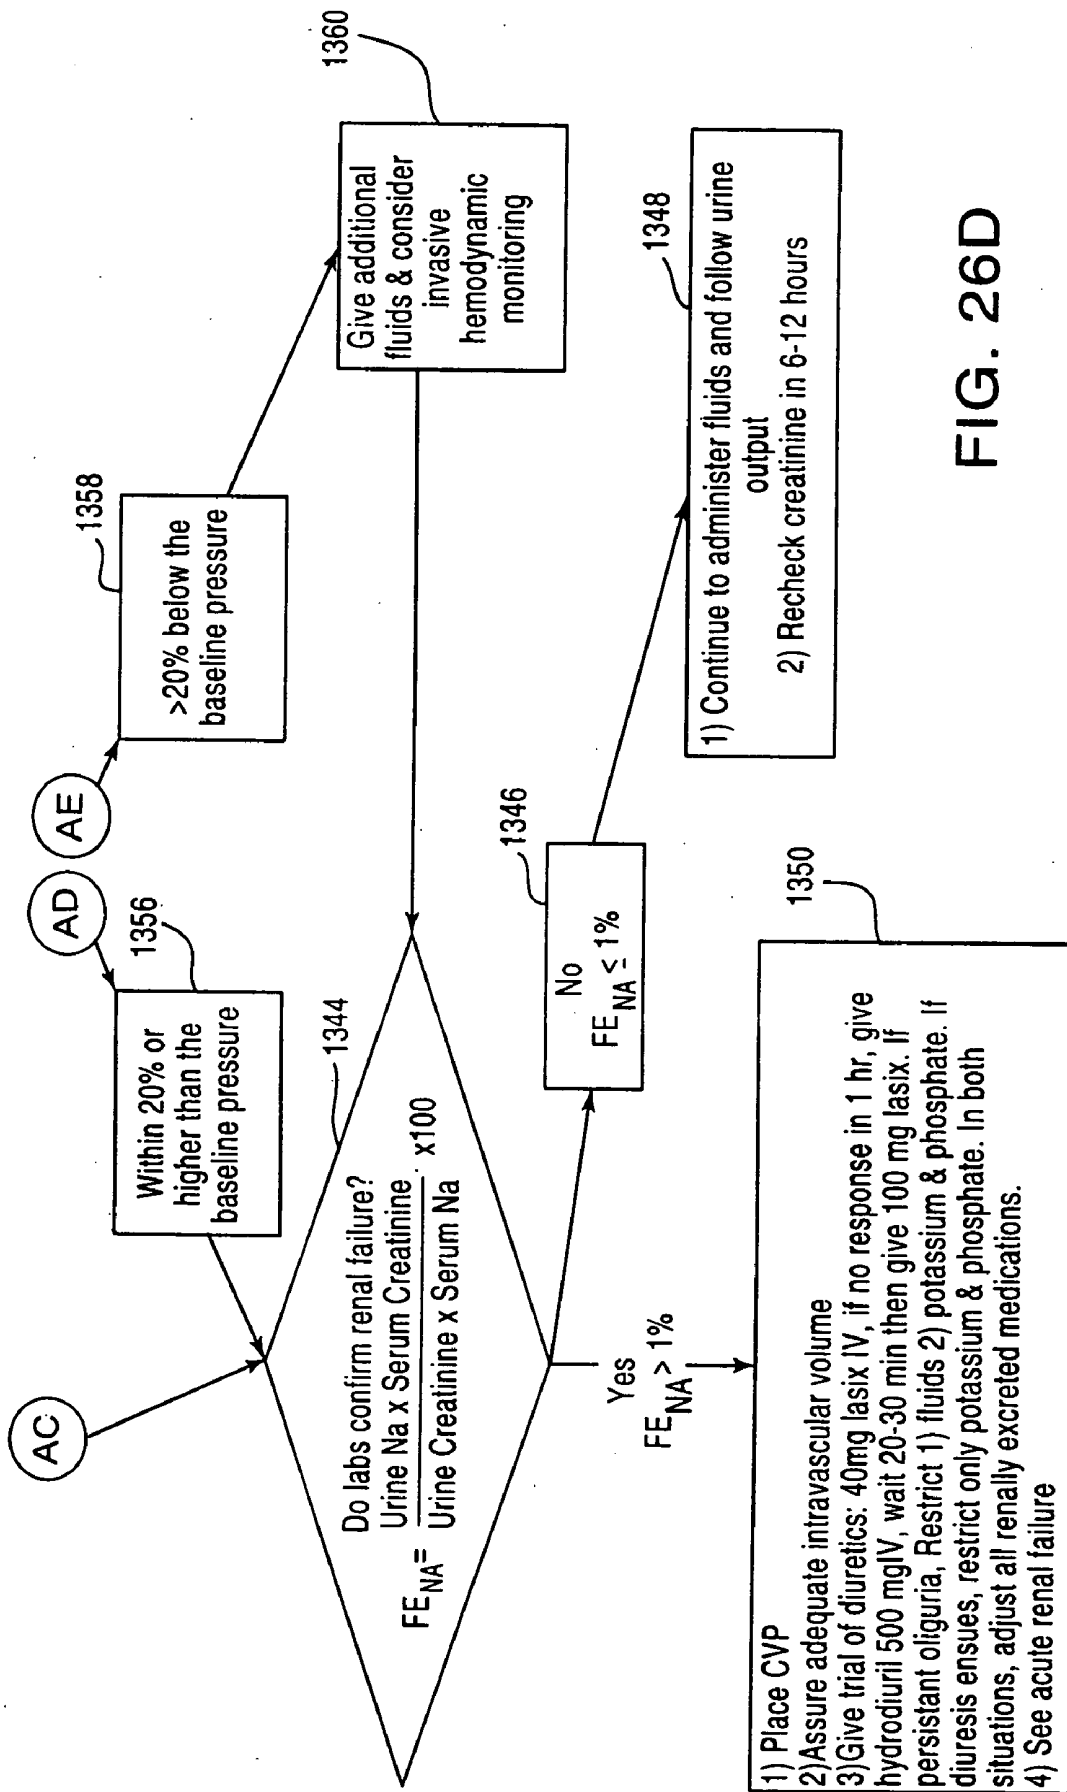 AC
AD
AE
1356
Within 20% or
higher than the
baseline pressure
1358
>20% below the
baseline pressure
1360
Give additional
fluids & consider
invasive
hemodynamic
monitoring
1344
Do labs confirm renal failure?
FE NA = Urine Na x Serum Creatinine x100
Urine Creatinine x Serum Na
1346
No
FE NA ≤ 1%
1348
1) Continue to administer fluids and follow urine
output
2) Recheck creatinine in 6-12 hours
Yes
FE NA > 1%
1350
1) Place CVP
2)Assure adequate intravascular volume
3)Give trial of diuretics: 40mg lasix IV, if no response in 1 hr, give
hydrodiuril 500 mgIV, wait 20-30 min then give 100 mg lasix. If
persistant oliguria, Restrict 1) fluids 2) potassium & phosphate. If
diuresis ensues, restrict only potassium & phosphate. In both
situations, adjust all renally excreted medications.
4) See acute renal failure
FIG. 26D